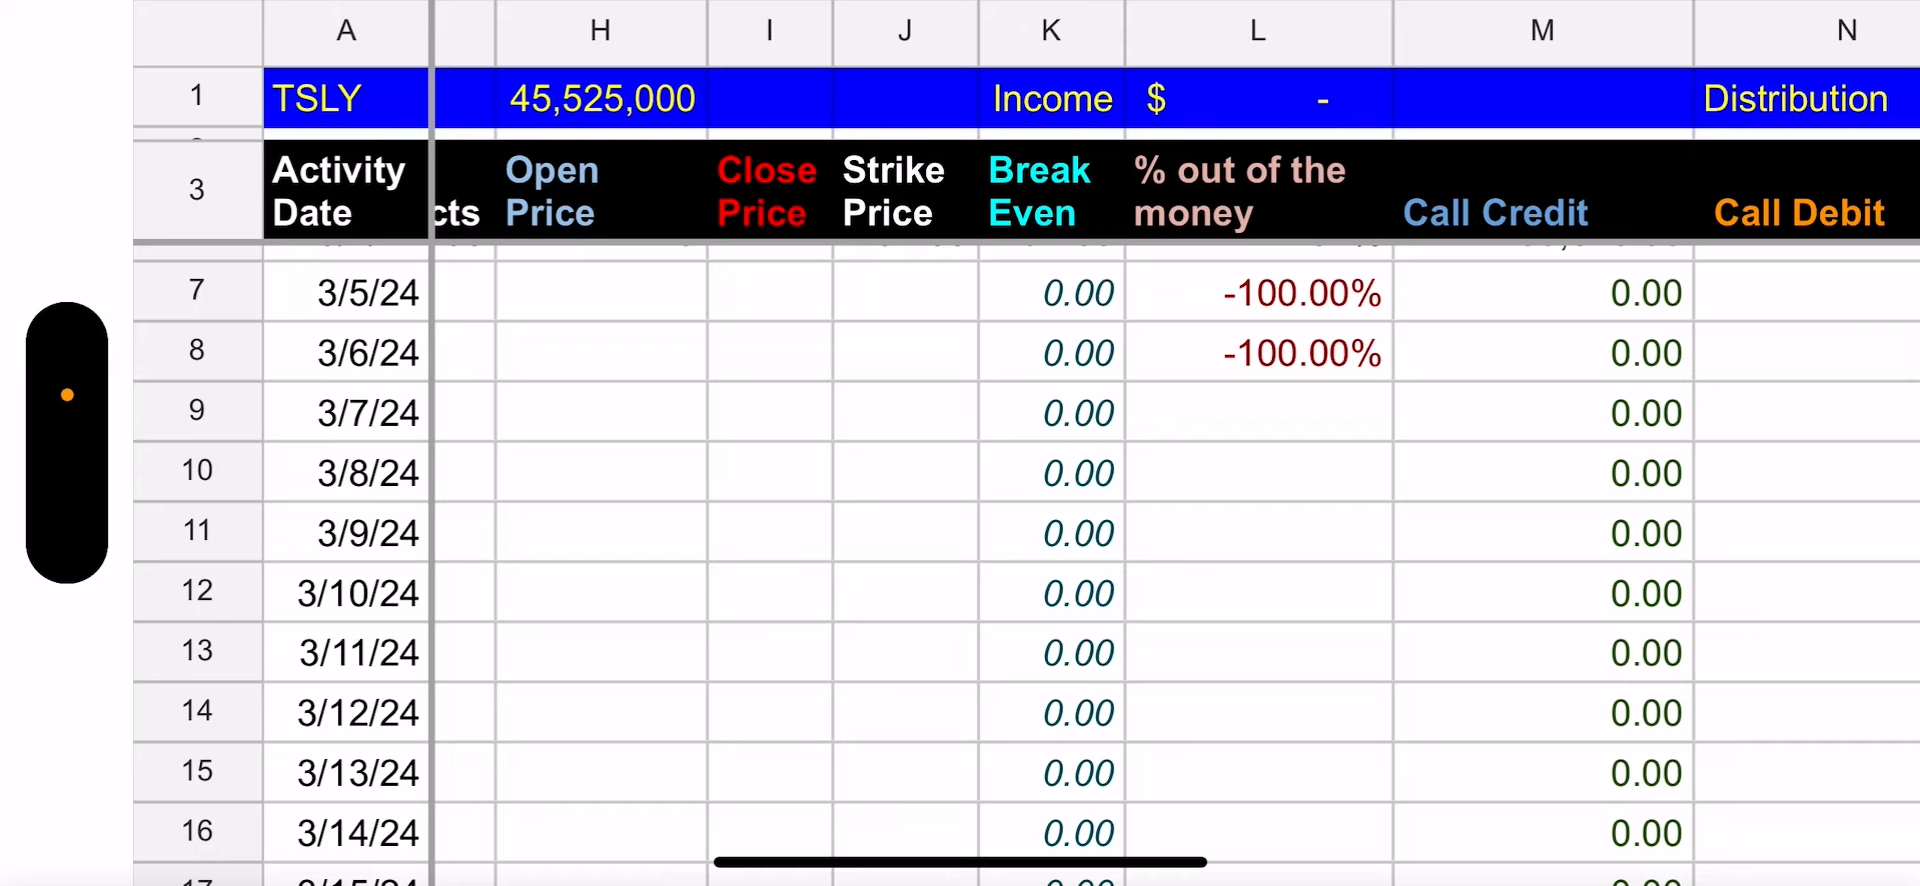 A H I J K L M N
1 TSLY 45,525,000 Income $ - Distribution
3 Activity Date cts Open Price Close Price Strike Price Break Even % out of the money Call Credit Call Debit
7 3/5/24 0.00 -100.00% 0.00
8 3/6/24 0.00 -100.00% 0.00
9 3/7/24 0.00 0.00
10 3/8/24 0.00 0.00
11 3/9/24 0.00 0.00
12 3/10/24 0.00 0.00
13 3/11/24 0.00 0.00
14 3/12/24 0.00 0.00
15 3/13/24 0.00 0.00
16 3/14/24 0.00 0.00